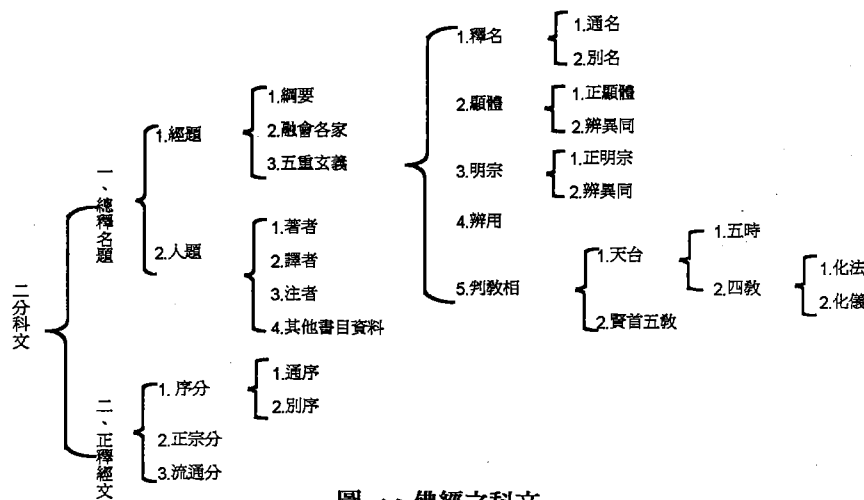 二分科文
一、總釋名題
1.經題
1.綱要
2.融會各家
3.五重玄義
1.釋名
1.通名
2.別名
2.顯體
1.正顯體
2.辨異同
3.明宗
1.正明宗
2.辨異同
4.辨用
5.判教相
1.天台
1.五時
2.四教
1.化法
2.化儀
2.賢首五教
2.人題
1.著者
2.譯者
3.注者
4.其他書目資料
二、正釋經文
1.序分
1.通序
2.別序
2.正宗分
3.流通分